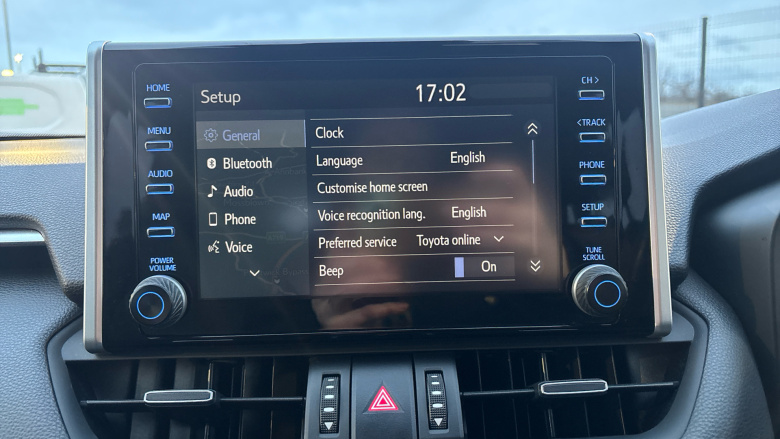 HOME
MENU
AUDIO
MAP
POWER
VOLUME
Setup 17:02
General
Bluetooth
Audio
Phone
Voice
Clock
Language English
Customise home screen
Voice recognition lang. English
Preferred service Toyota online
Beep On
CH >
< TRACK
PHONE
SETUP
TUNE
SCROLL